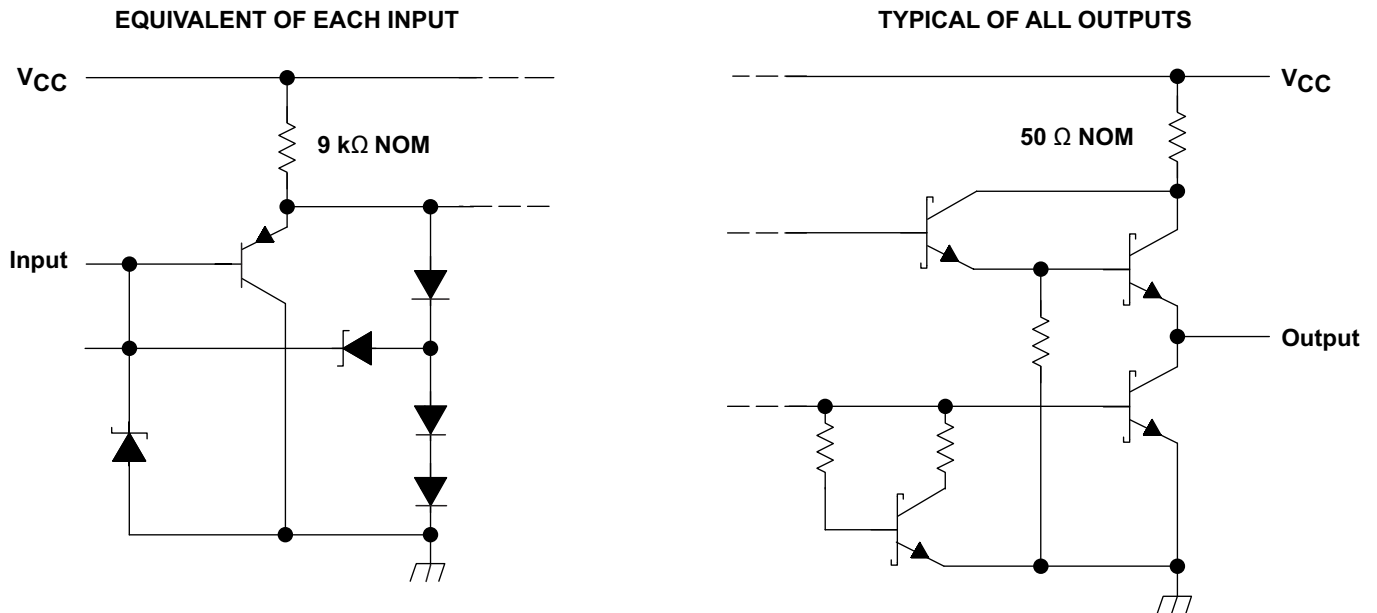 EQUIVALENT OF EACH INPUT
VCC
9 kΩ NOM
Input
TYPICAL OF ALL OUTPUTS
VCC
50 Ω NOM
Output